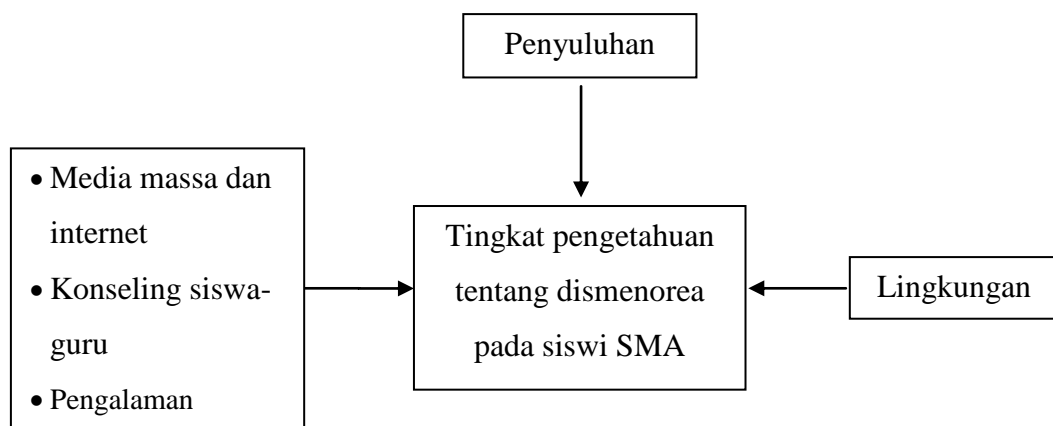 Penyuluhan
• Media massa dan
internet
• Konseling siswa-
guru
• Pengalaman
Tingkat pengetahuan
tentang dismenorea
pada siswi SMA
Lingkungan